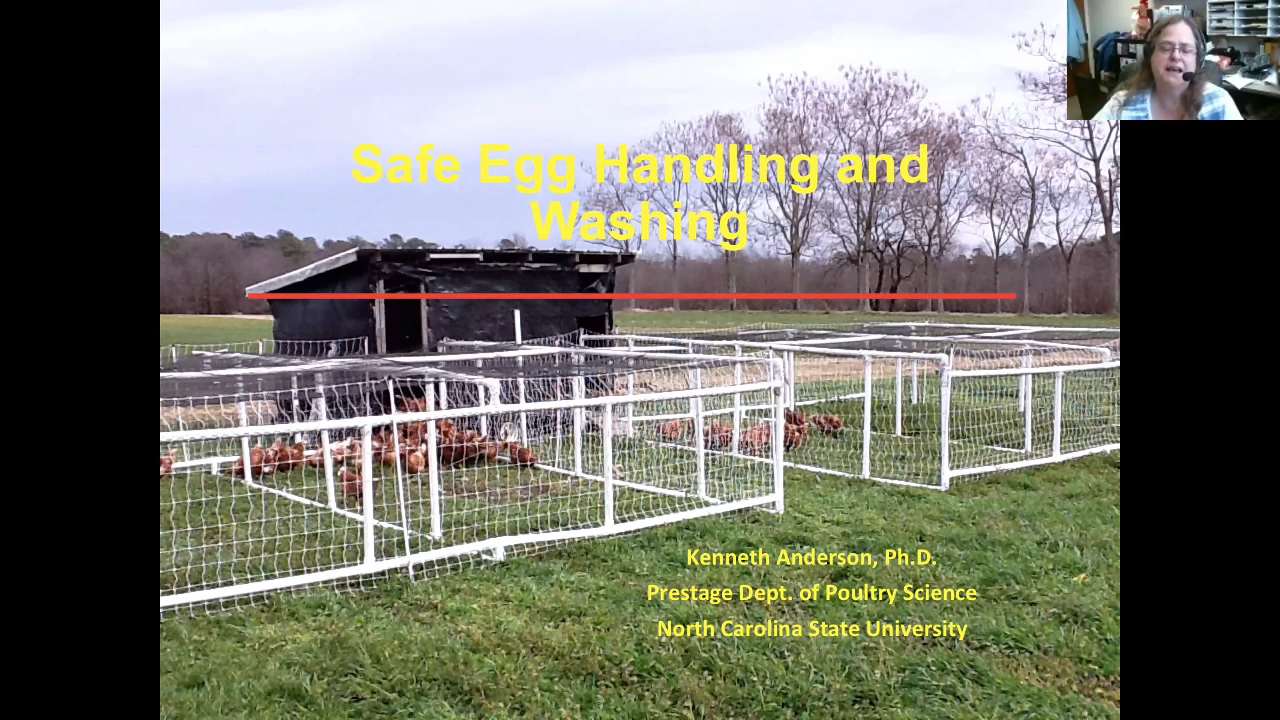 Safe Egg Handling and
Washing
Kenneth Anderson, Ph.D.
Prestage Dept. of Poultry Science
North Carolina State University